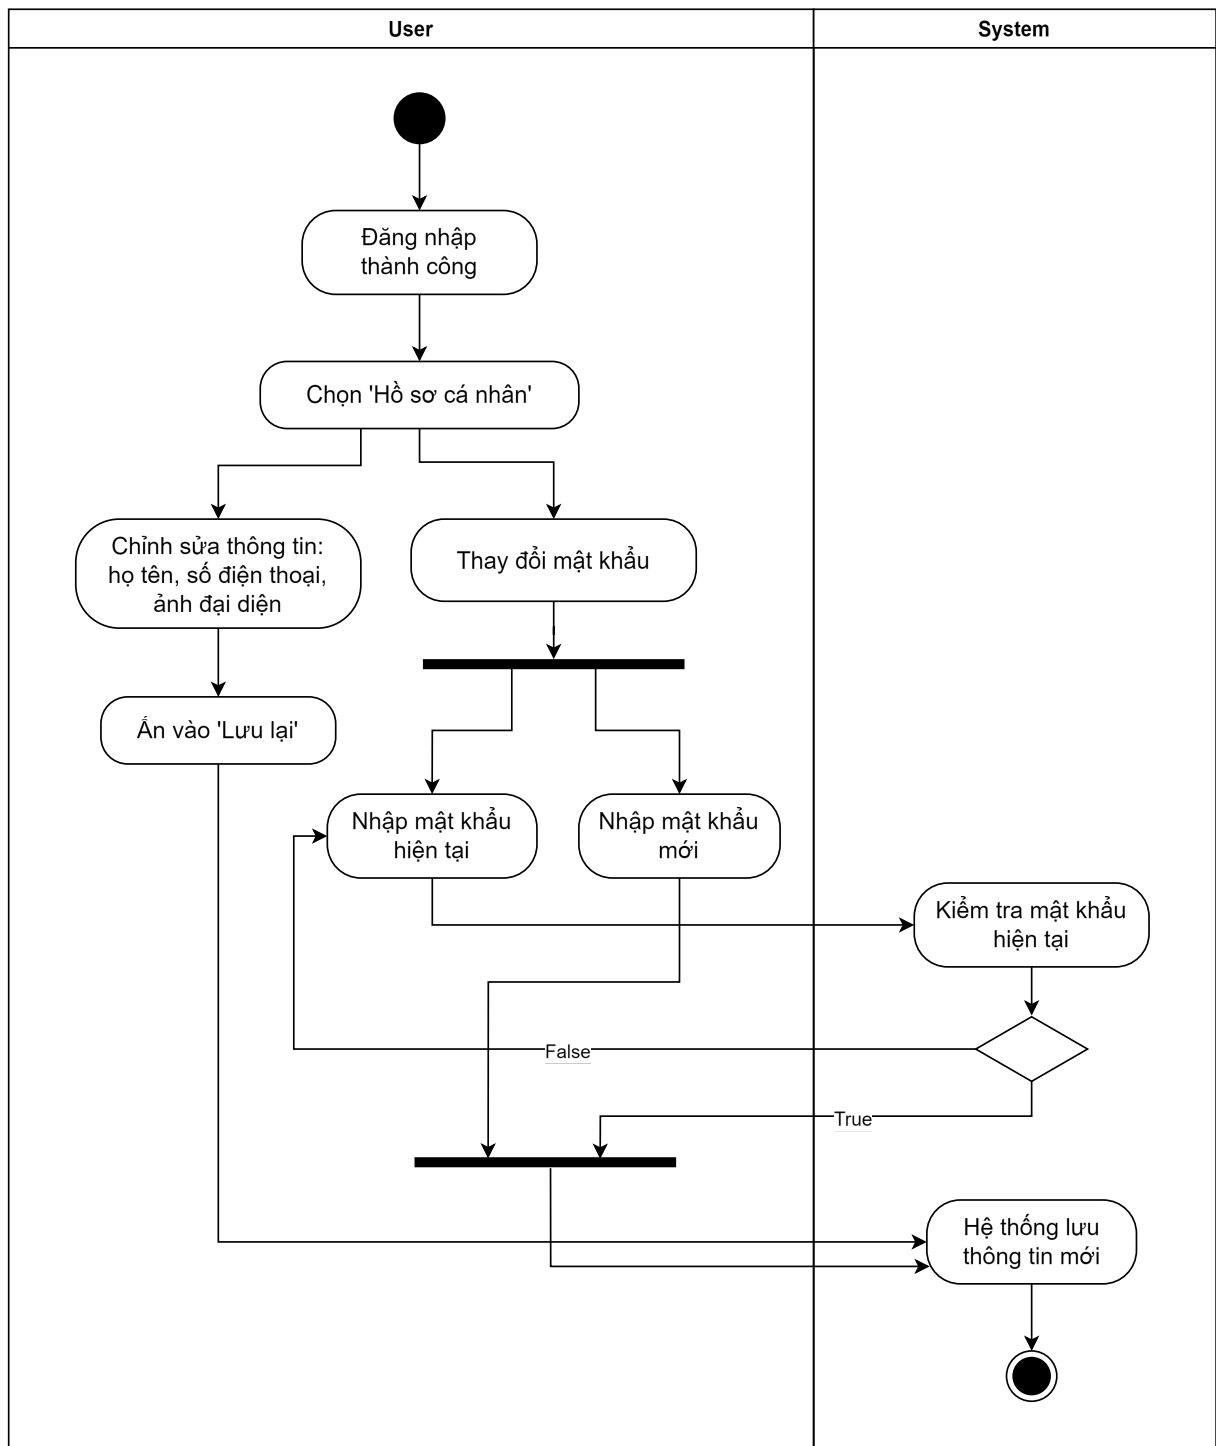 User
System
Đăng nhập
thành công
Chọn 'Hồ sơ cá nhân'
Chỉnh sửa thông tin:
họ tên, số điện thoại,
ảnh đại diện
Thay đổi mật khẩu
Ấn vào 'Lưu lại'
Nhập mật khẩu
hiện tại
Nhập mật khẩu
mới
Kiểm tra mật khẩu
hiện tại
False
True
Hệ thống lưu
thông tin mới